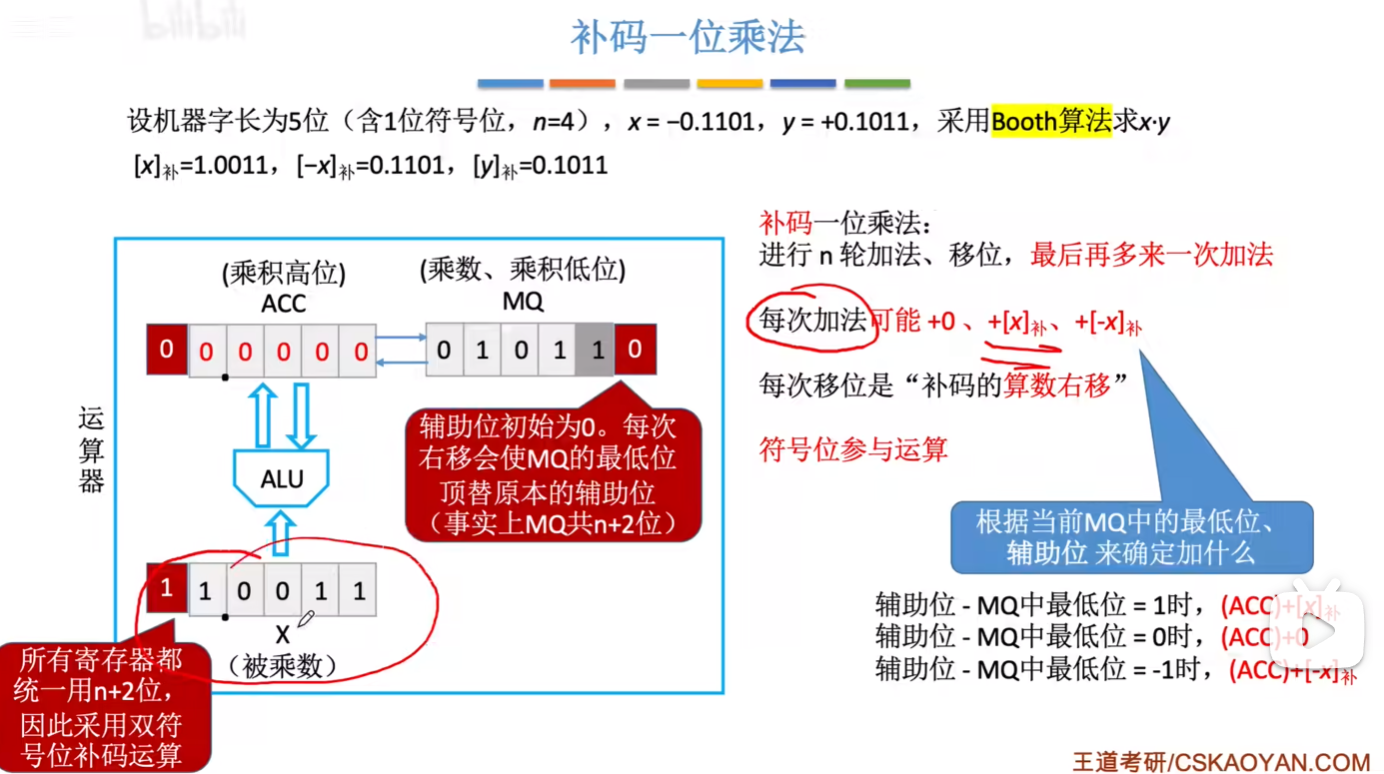 bilibili
补码一位乘法
设机器字长为5位（含1位符号位，n=4），x = −0.1101，y = +0.1011，采用Booth算法求x·y
[x]补=1.0011，[−x]补=0.1101，[y]补=0.1011
补码一位乘法：
进行 n 轮加法、移位，最后再多来一次加法
(乘积高位)
ACC
(乘数、乘积低位)
MQ
每次加法可能 +0 、+[x]补、+[-x]补
0 0 0 0 0 0
0 1 0 1 1 0
每次移位是“补码的算数右移”
符号位参与运算
运算器
辅助位初始为0。每次
右移会使MQ的最低位
顶替原本的辅助位
（事实上MQ共n+2位）
ALU
根据当前MQ中的最低位、
辅助位 来确定加什么
1 1 0 0 1 1
X
（被乘数）
辅助位 - MQ中最低位 = 1时，(ACC)+[x]补
辅助位 - MQ中最低位 = 0时，(ACC)+0
辅助位 - MQ中最低位 = -1时，(ACC)+[-x]补
所有寄存器都
统一用n+2位，
因此采用双符
号位补码运算
王道考研/CSKAOYAN.COM